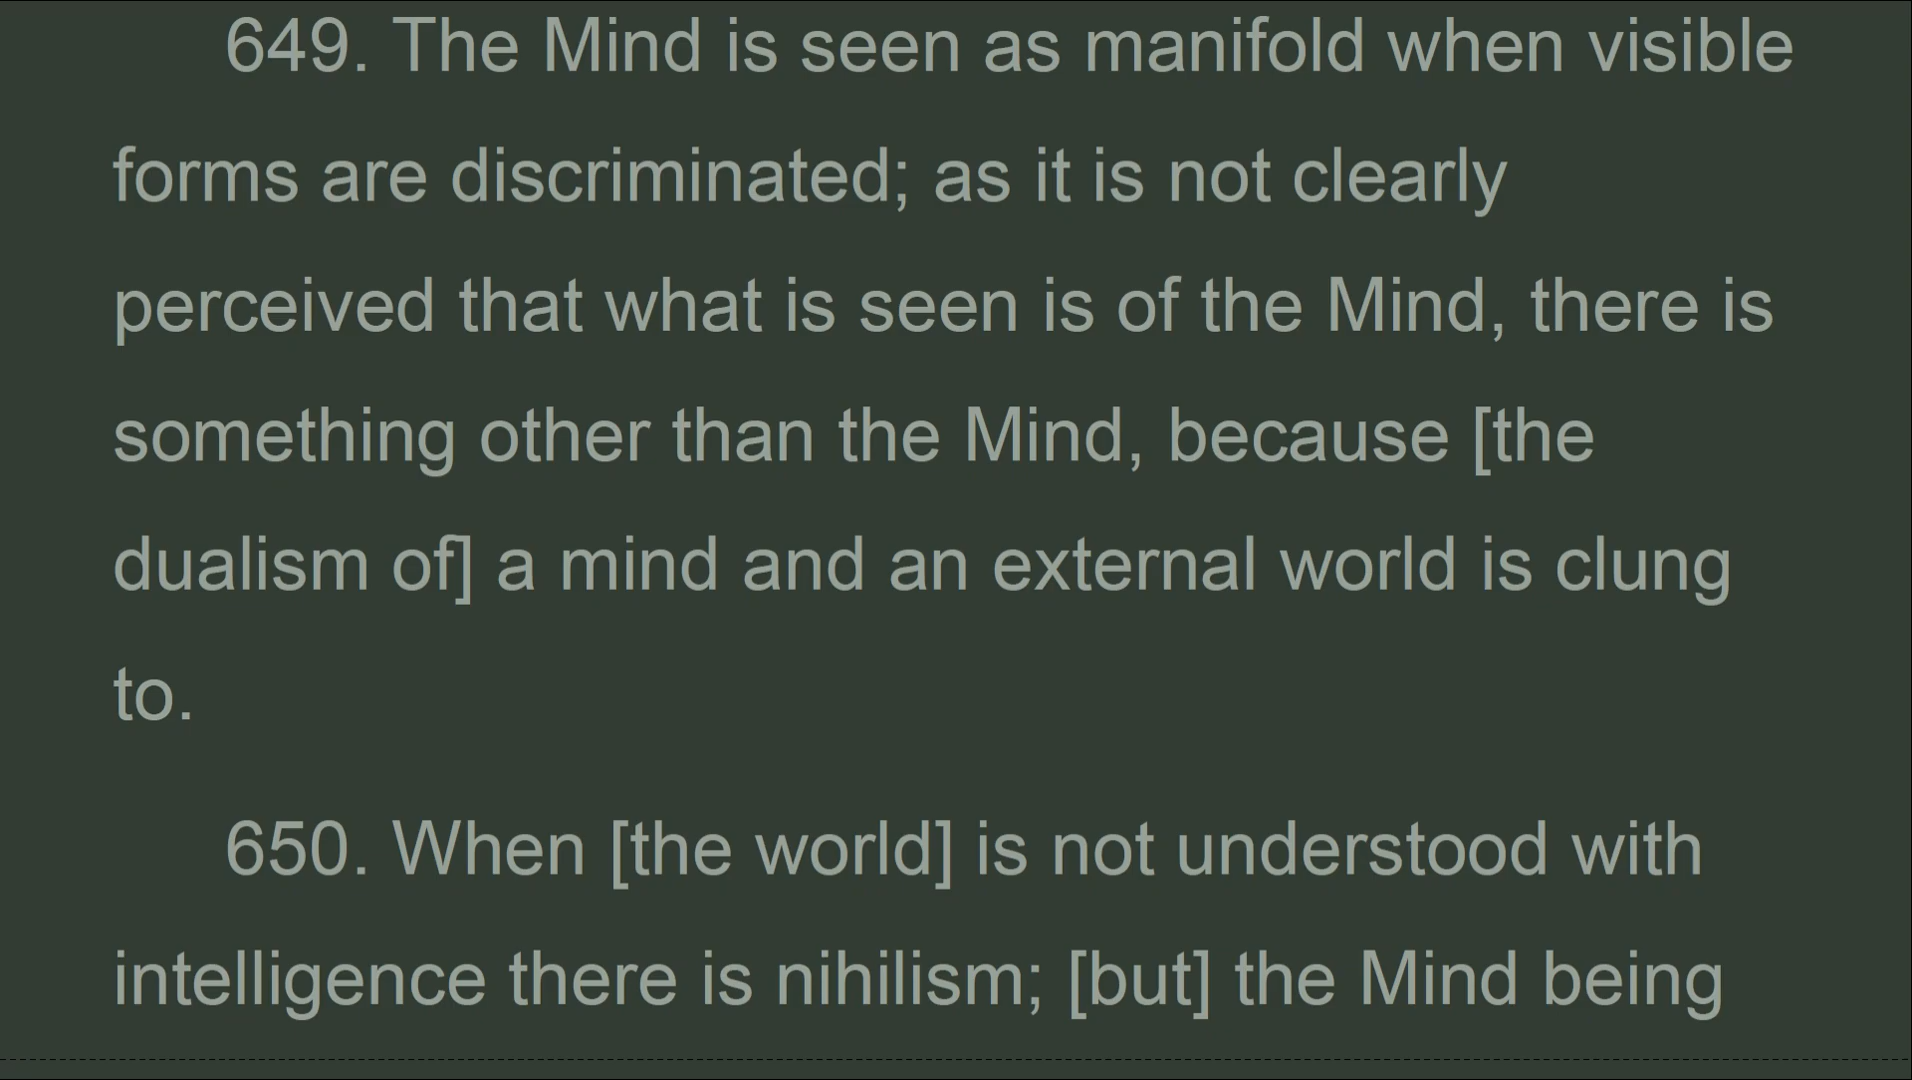 649. The Mind is seen as manifold when visible
forms are discriminated; as it is not clearly
perceived that what is seen is of the Mind, there is
something other than the Mind, because [the
dualism of] a mind and an external world is clung
to.
650. When [the world] is not understood with
intelligence there is nihilism; [but] the Mind being